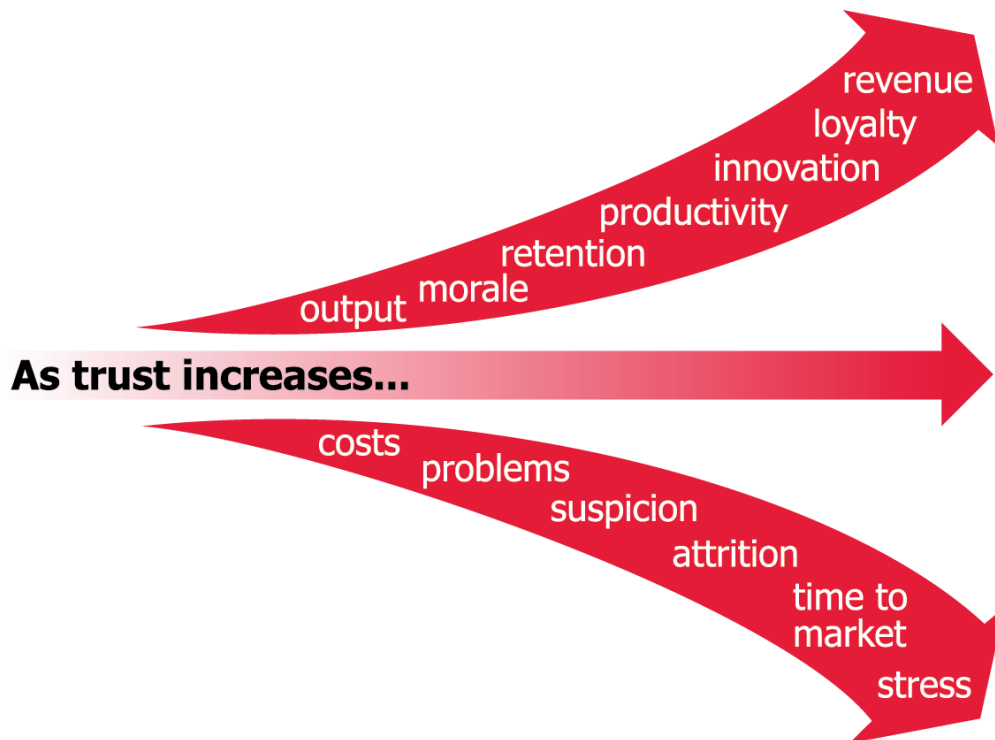 revenue
loyalty
innovation
productivity
retention
morale
output
As trust increases...
costs
problems
suspicion
attrition
time to
market
stress